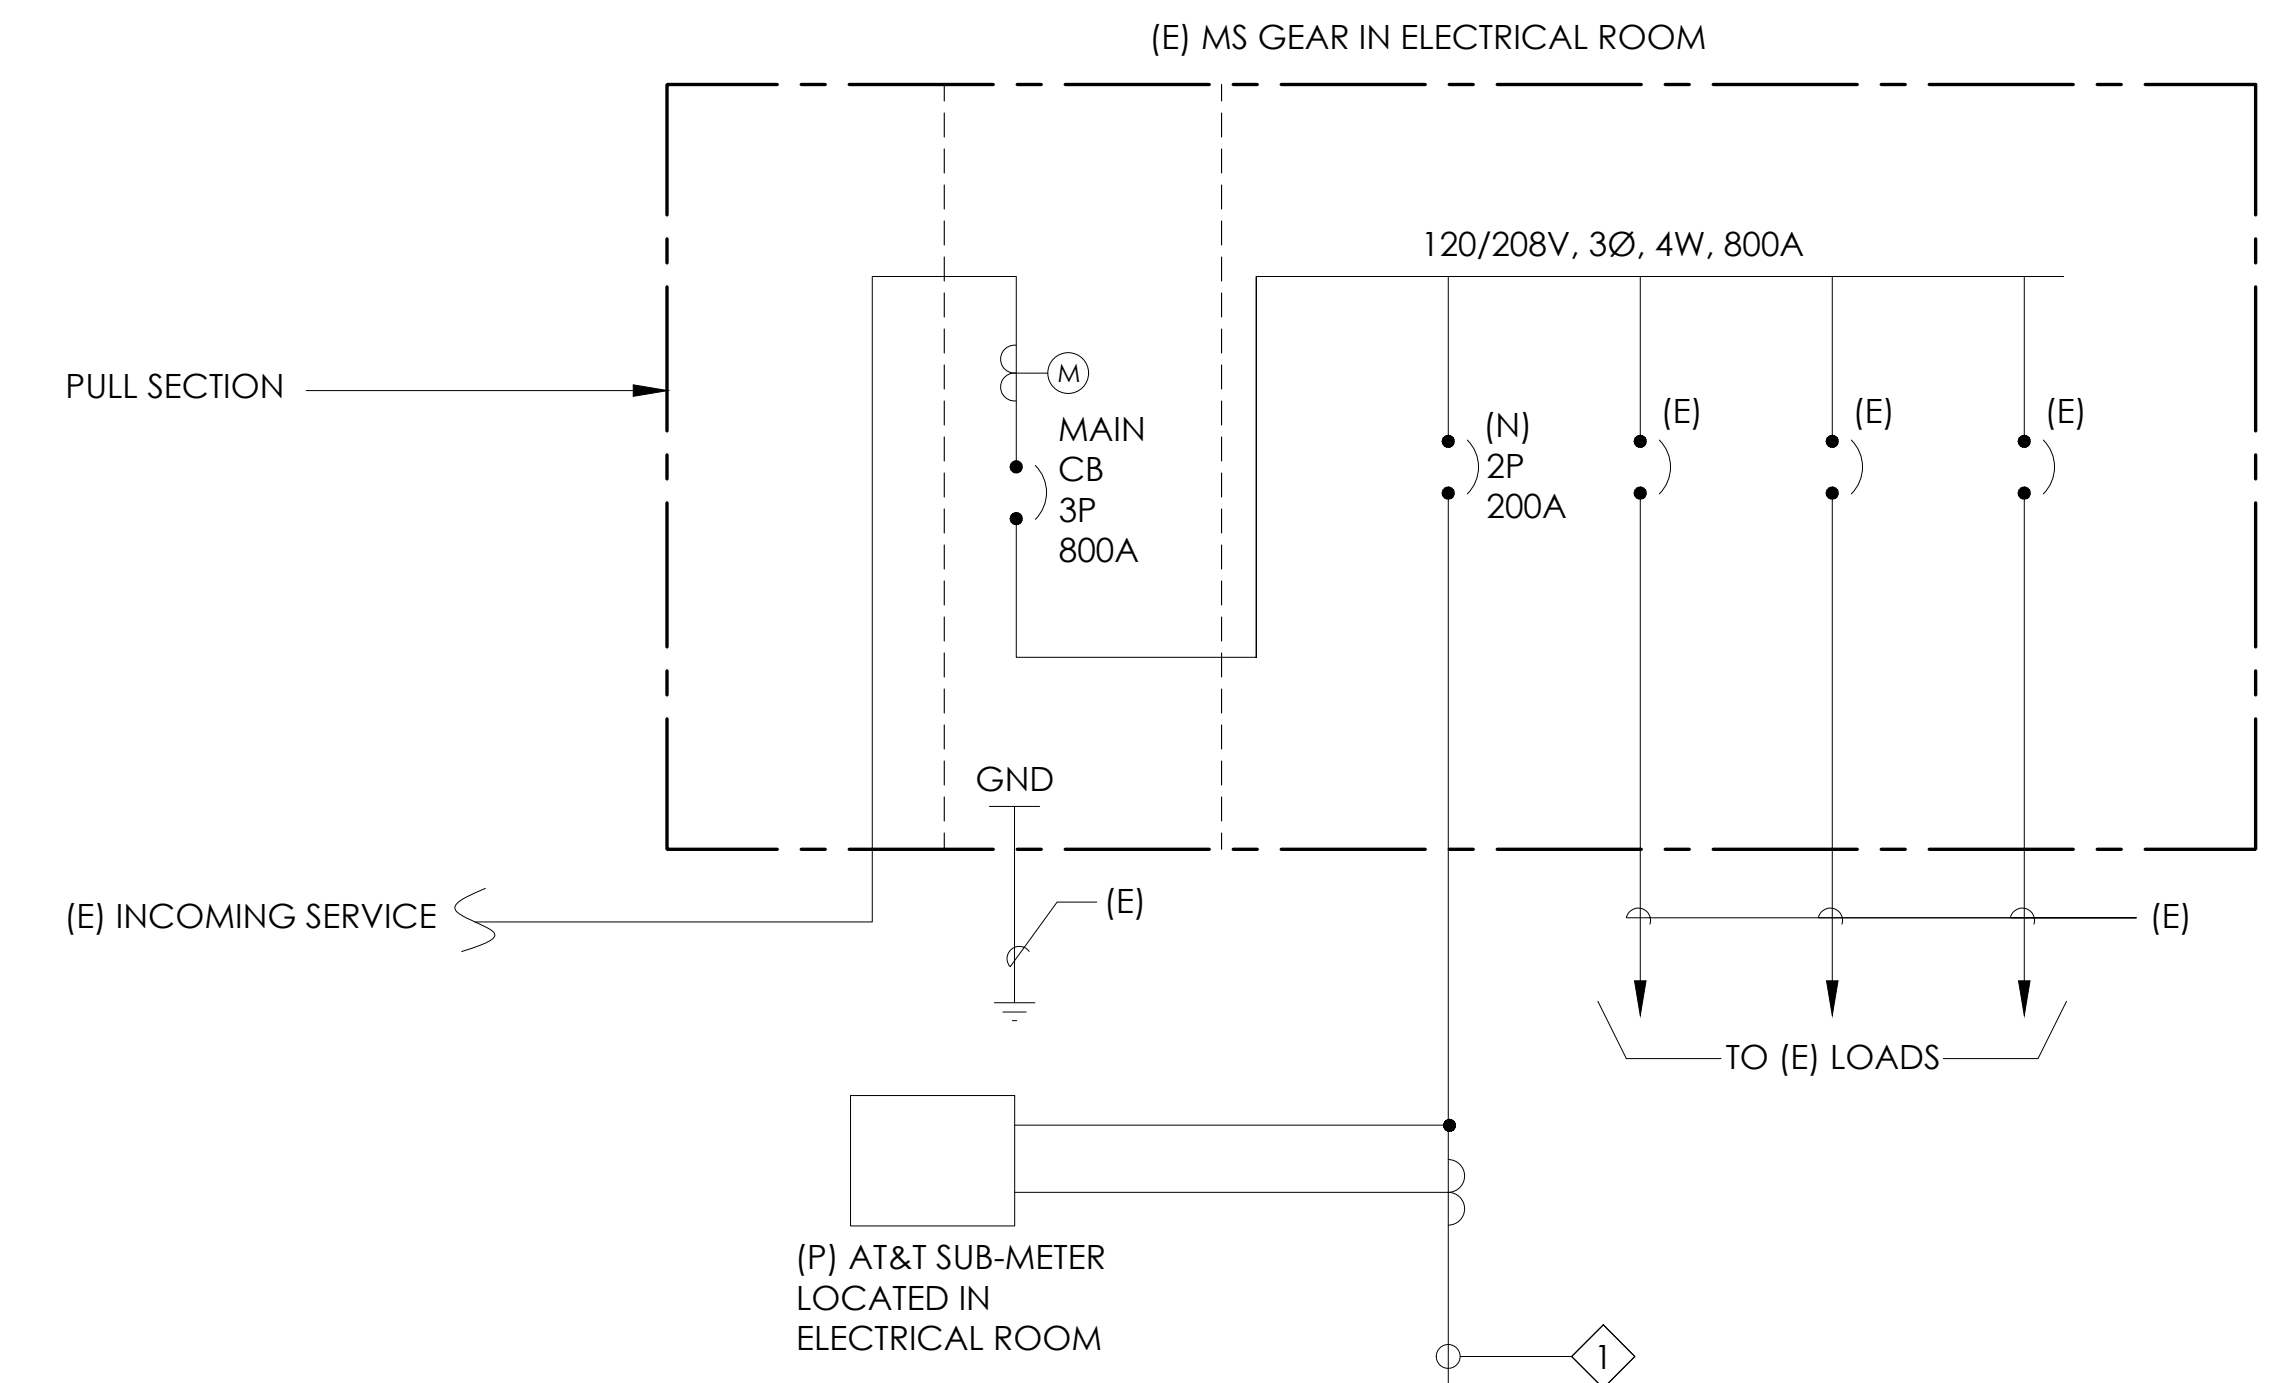 (E) MS GEAR IN ELECTRICAL ROOM
120/208V, 3Ø, 4W, 800A
PULL SECTION
M
MAIN
CB
3P
800A
(N)
2P
200A
(E)
(E)
(E)
GND
(E) INCOMING SERVICE
(E)
(E)
TO (E) LOADS
(P) AT&T SUB-METER
LOCATED IN
ELECTRICAL ROOM
1